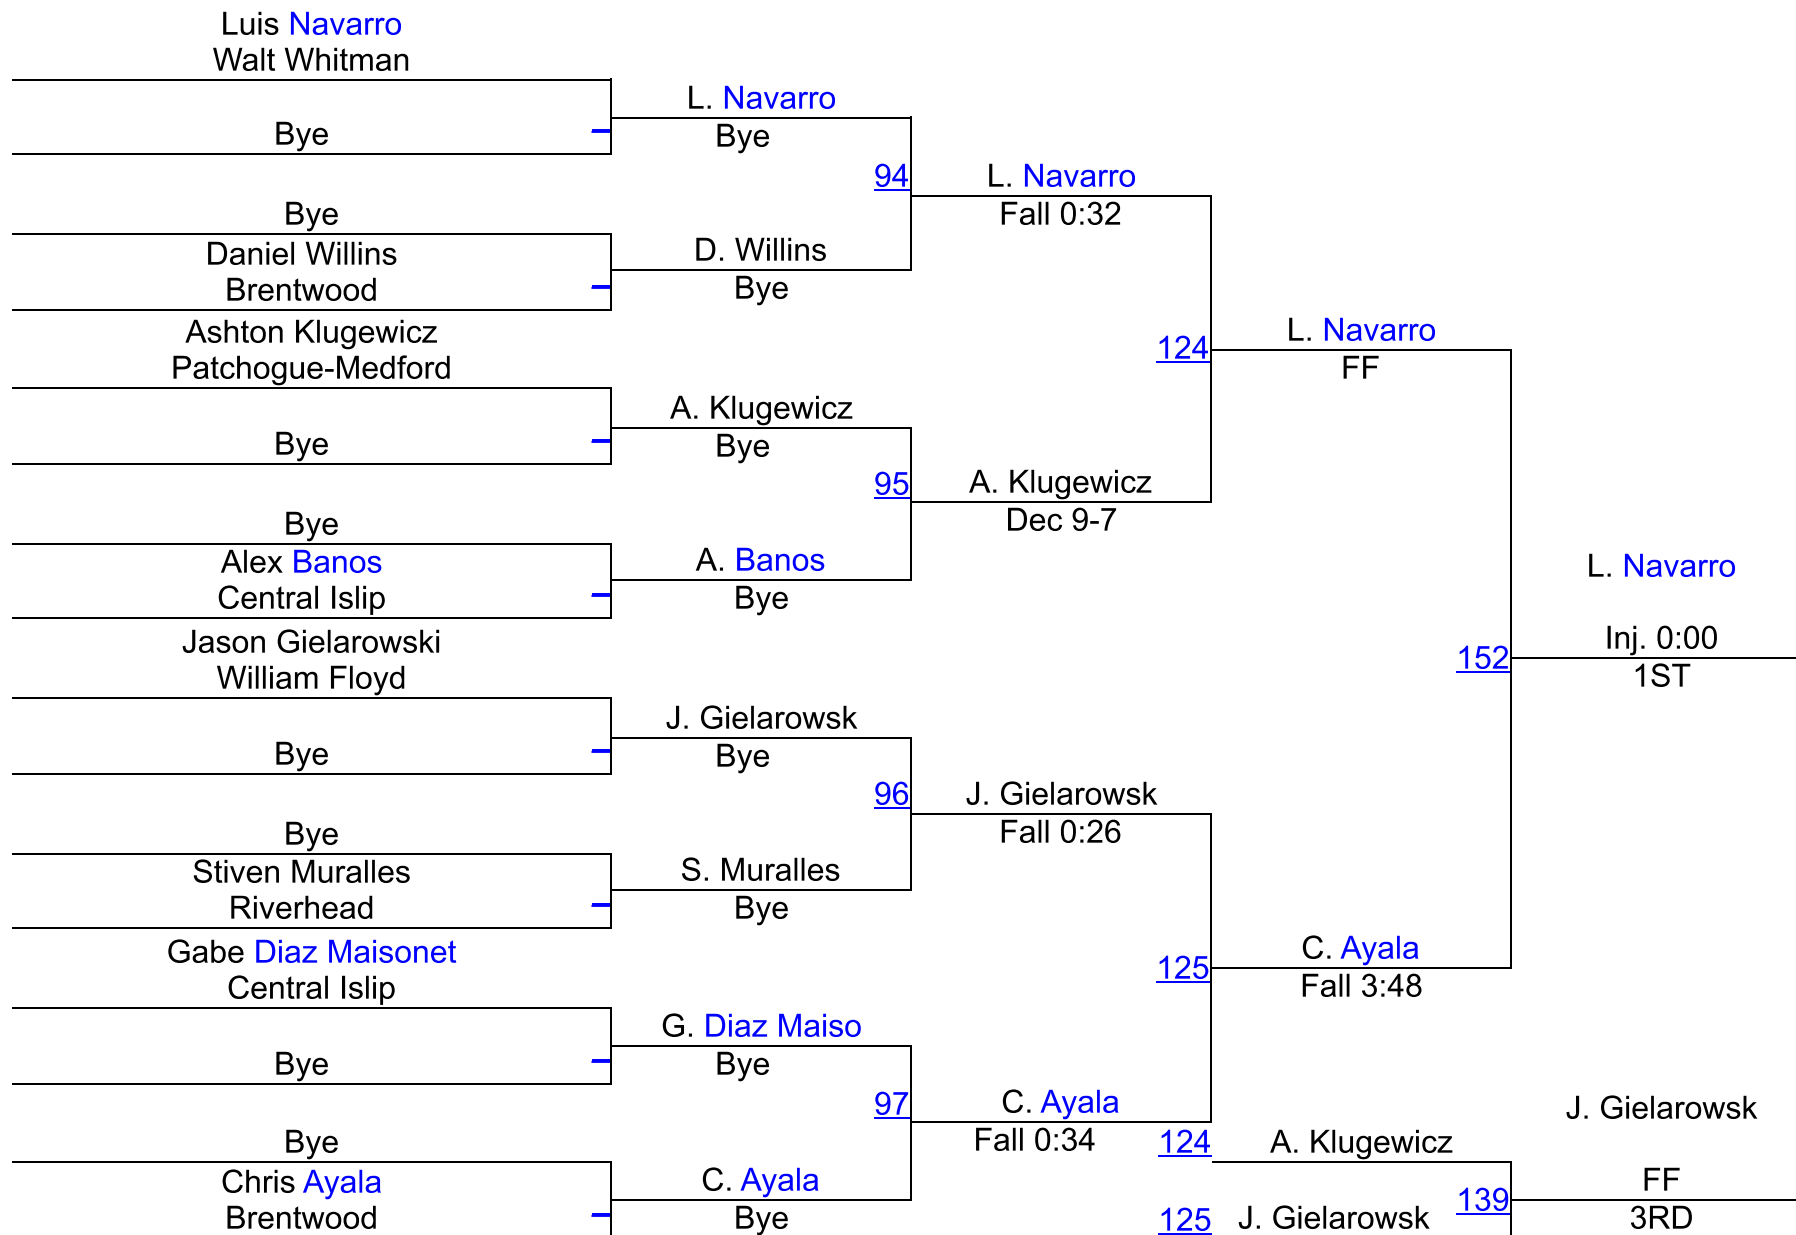 Luis Navarro
Walt Whitman
Bye
Bye
Daniel Willins
Brentwood
Ashton Klugewicz
Patchogue-Medford
Bye
Bye
Alex Banos
Central Islip
Jason Gielarowski
William Floyd
Bye
Bye
Stiven Muralles
Riverhead
Gabe Diaz Maisonet
Central Islip
Bye
Bye
Chris Ayala
Brentwood
L. Navarro
Bye
94
D. Willins
Bye
A. Klugewicz
Bye
95
A. Banos
Bye
J. Gielarowsk
Bye
96
S. Muralles
Bye
G. Diaz Maiso
Bye
97
C. Ayala
Bye
L. Navarro
Fall 0:32
124
A. Klugewicz
Dec 9-7
J. Gielarowsk
Fall 0:26
125
C. Ayala
Fall 0:34
L. Navarro
FF
152
C. Ayala
Fall 3:48
L. Navarro
Inj. 0:00
1ST
124 A. Klugewicz
125 J. Gielarowsk
139
J. Gielarowsk
FF
3RD